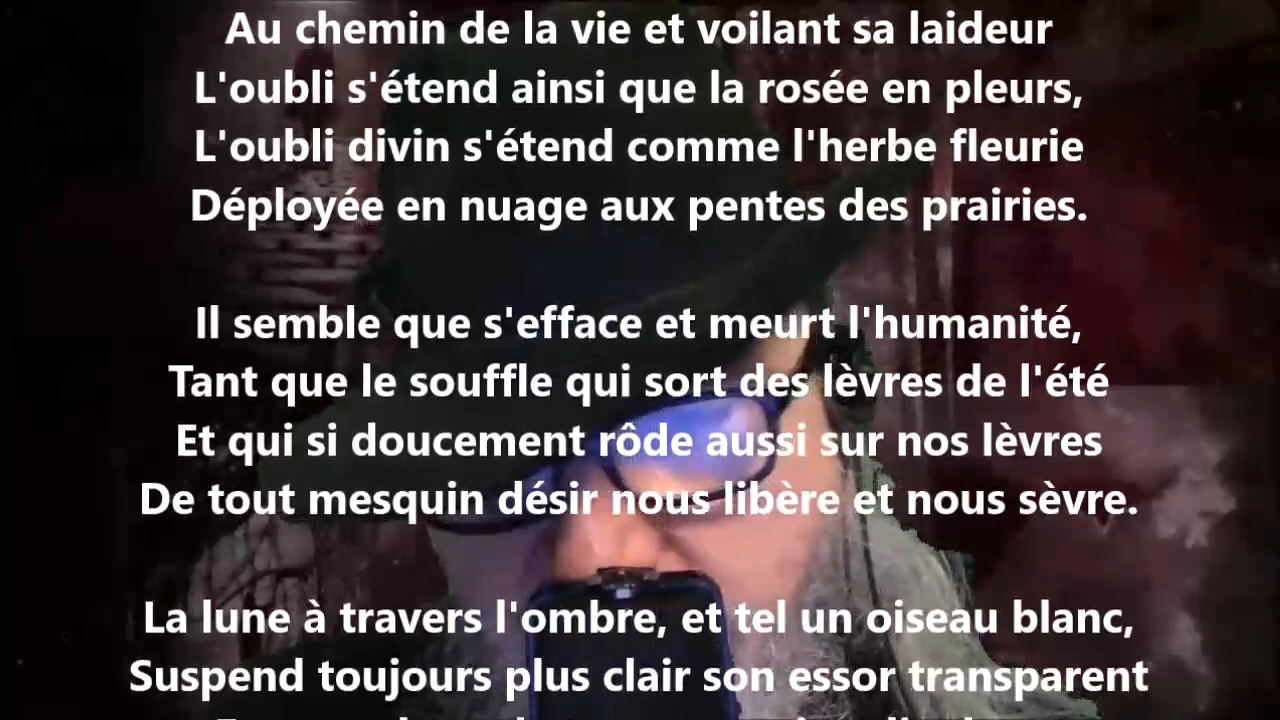 Au chemin de la vie et voilant sa laideur
L'oubli s'étend ainsi que la rosée en pleurs,
L'oubli divin s'étend comme l'herbe fleurie
Déployée en nuage aux pentes des prairies.
Il semble que s'efface et meurt l'humanité,
Tant que le souffle qui sort des lèvres de l'été
Et qui si doucement rôde aussi sur nos lèvres
De tout mesquin désir nous libère et nous sèvre.
La lune à travers l'ombre, et tel un oiseau blanc,
Suspend toujours plus clair son essor transparent